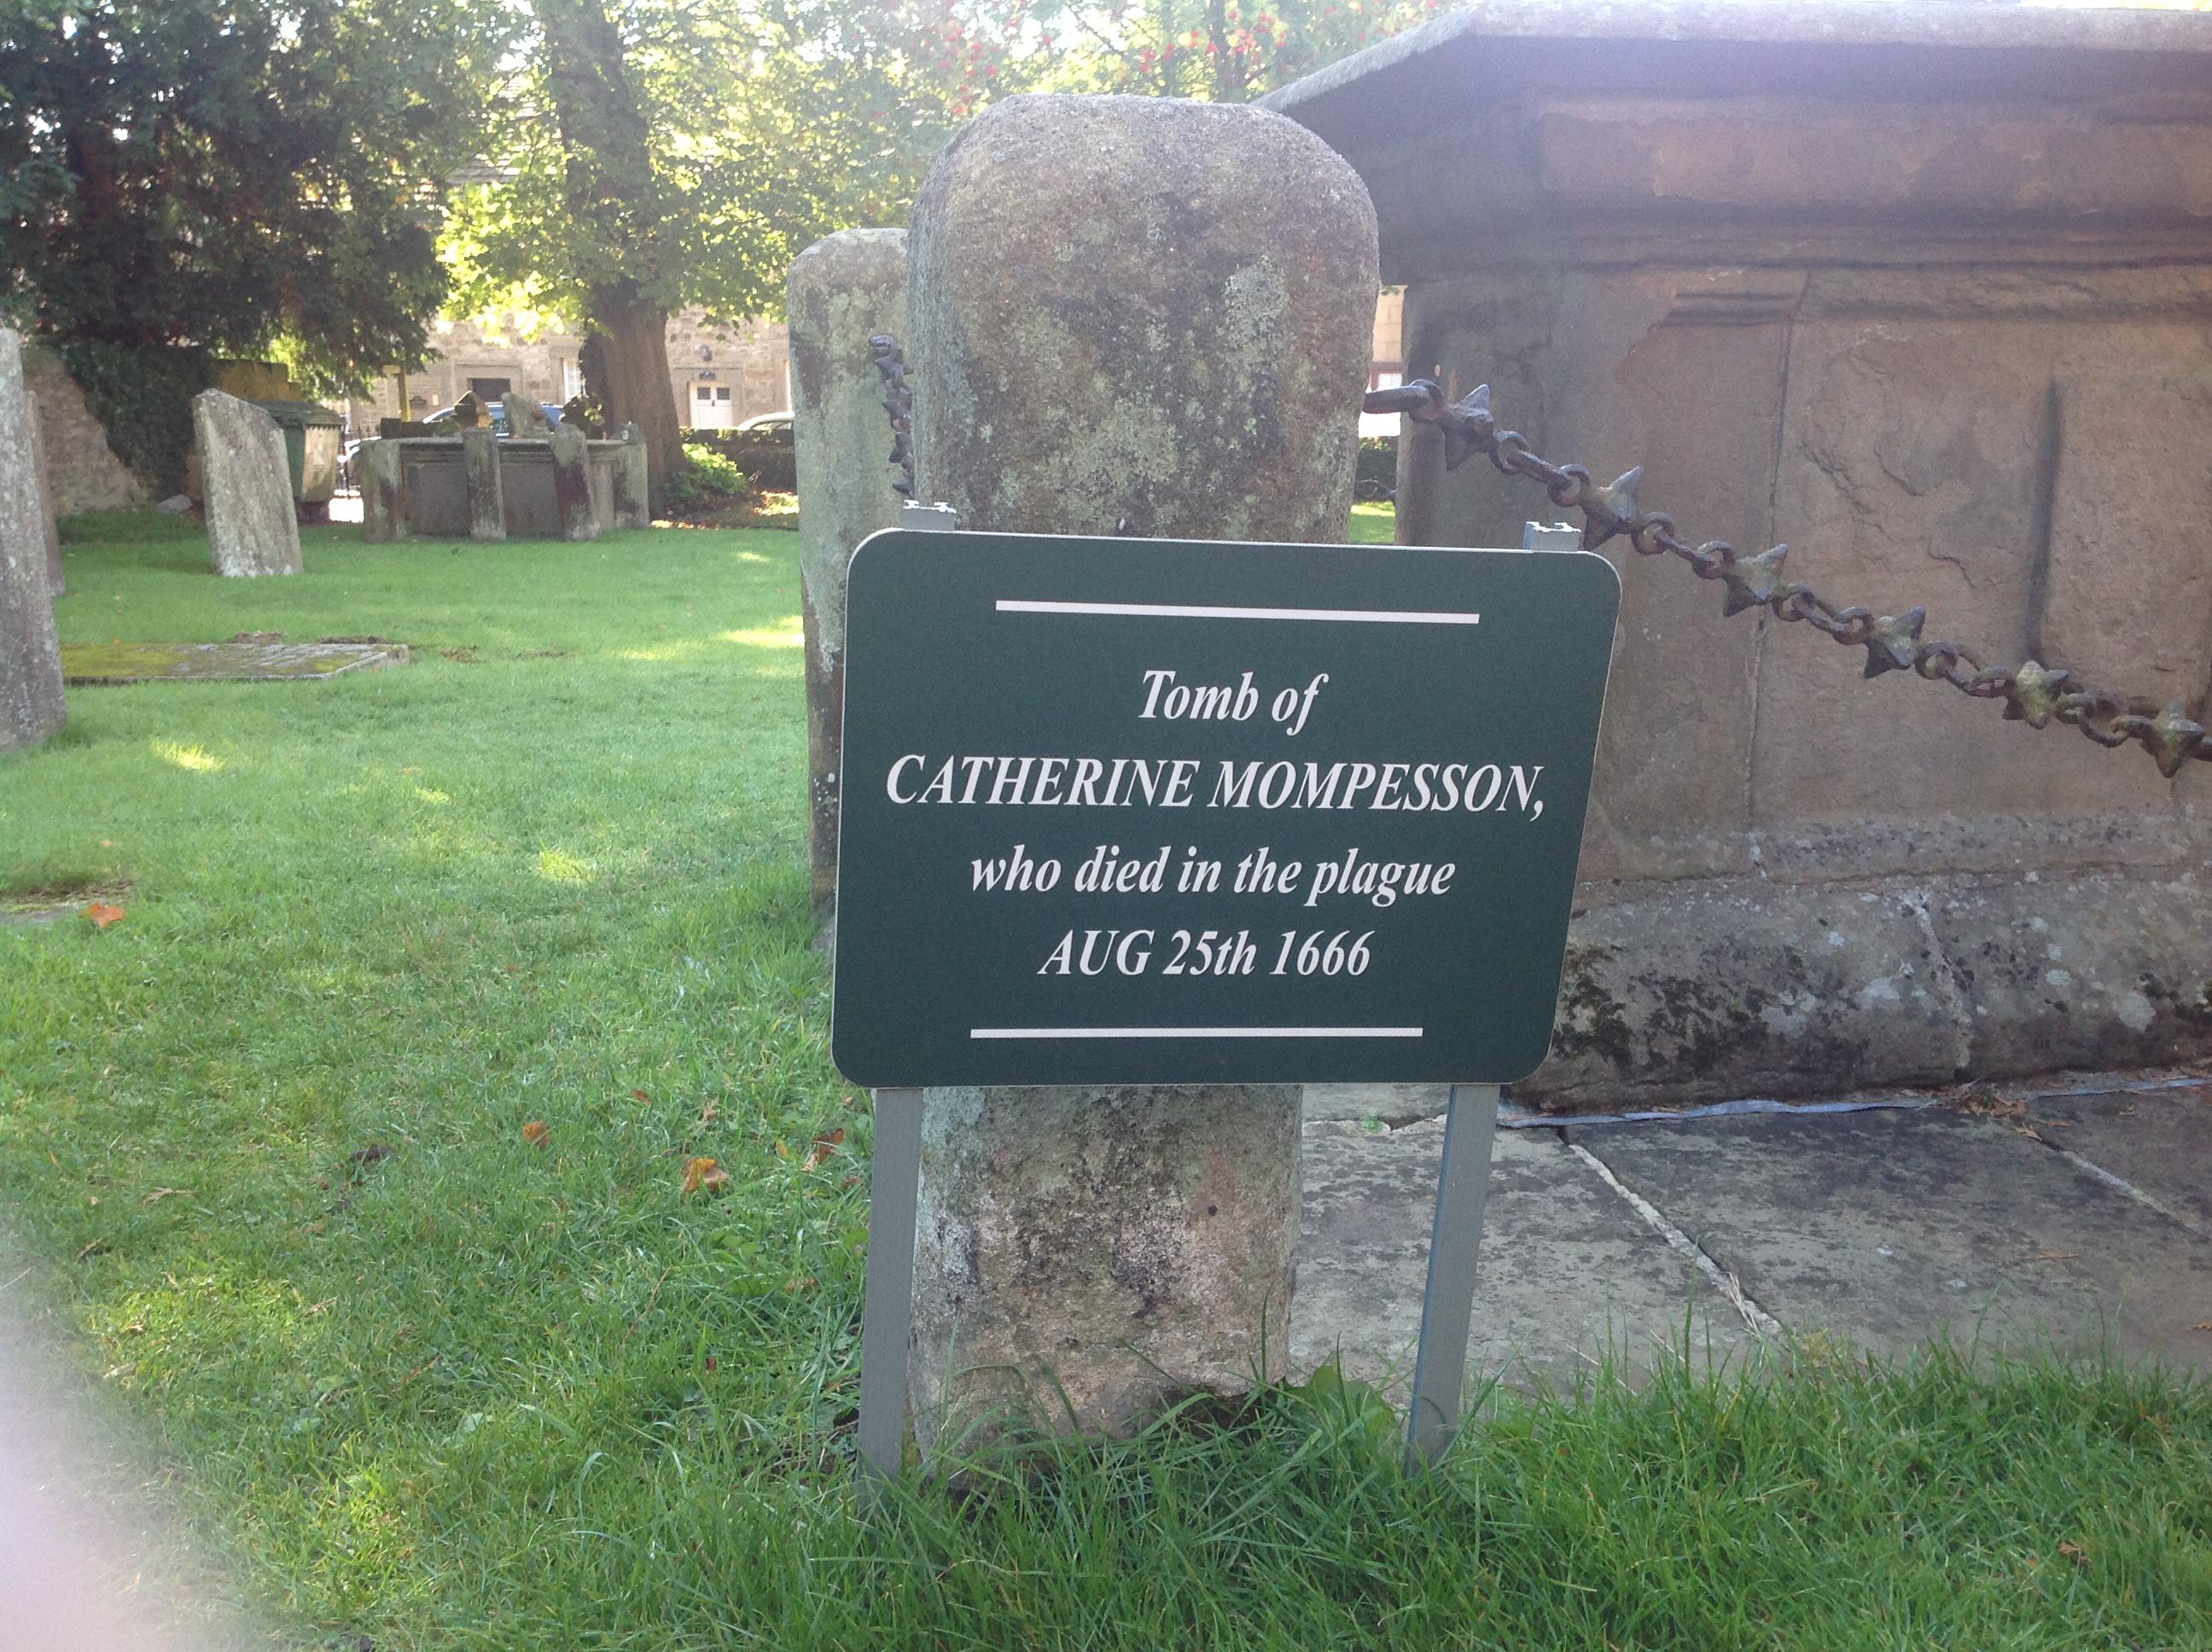 Tomb of
CATHERINE MOMPESSON,
who died in the plague
AUG 25th 1666